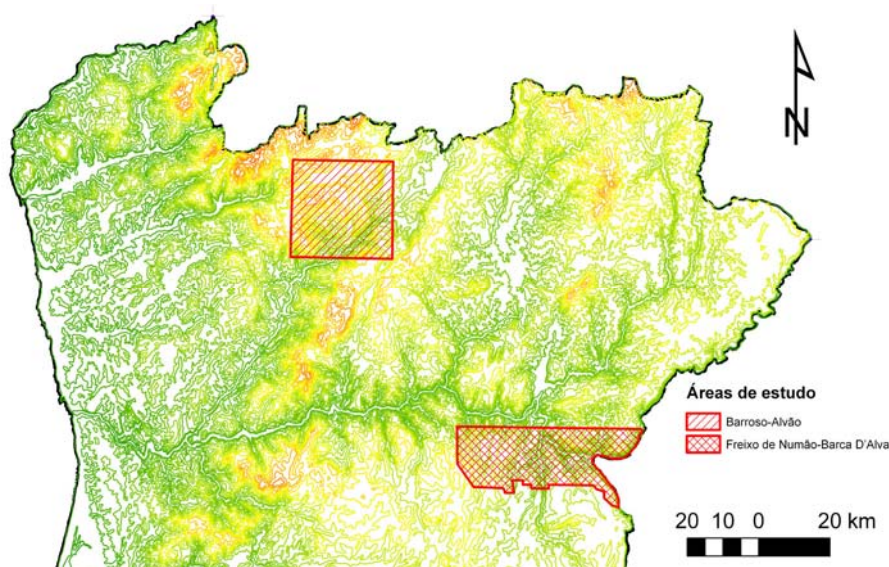 N
Áreas de estudo
Barroso-Alvão
Freixo de Numão-Barca D'Alva
20 10 0 20 km